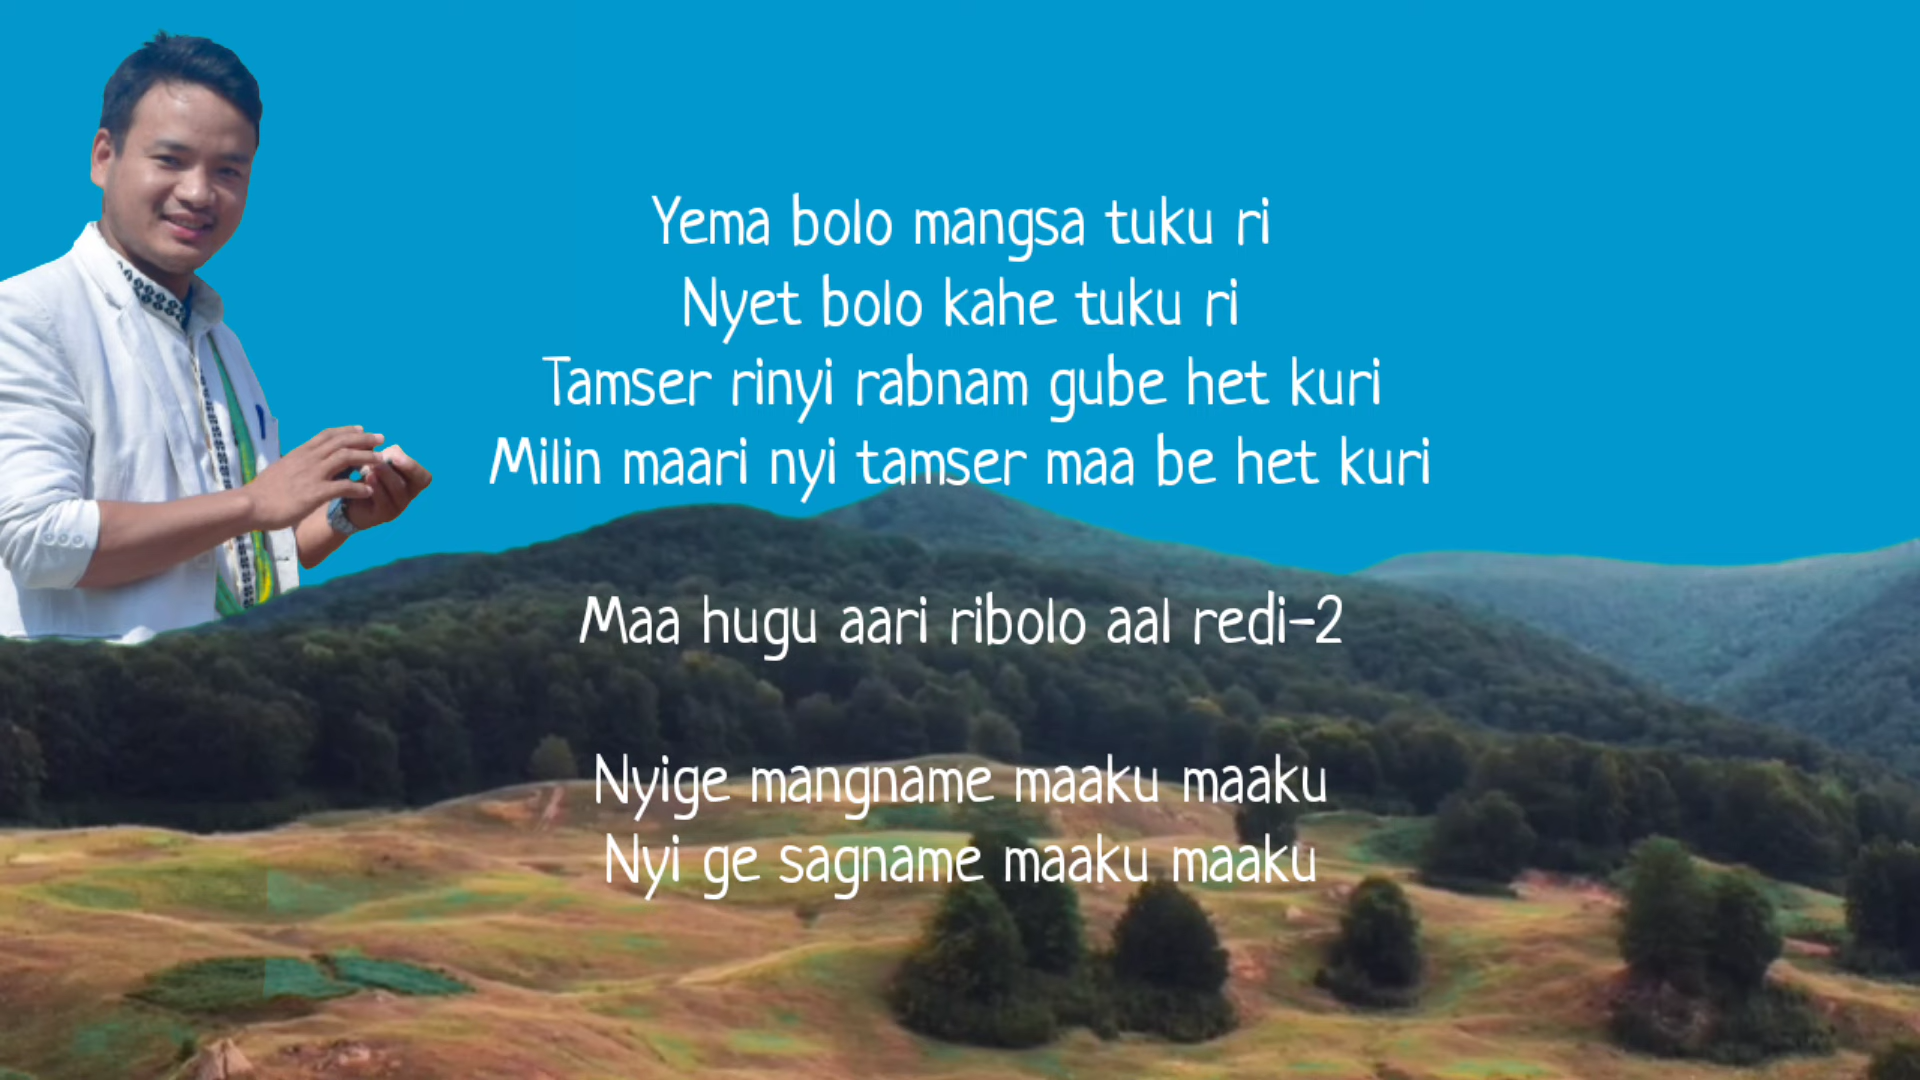 Yema bolo mangsa tuku ri
Nyet bolo kahe tuku ri
Tamser rinyi rabnam gube het kuri
Milin maari nyi tamser maa be het kuri
Maa hugu aari ribolo aal redi-2
Nyige mangname maaku maaku
Nyi ge sagname maaku maaku